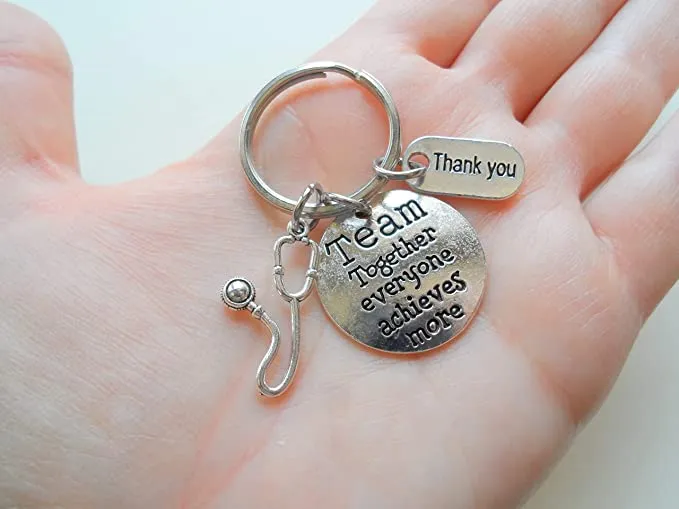 Thank you
Team
Together
everyone
achieves
more